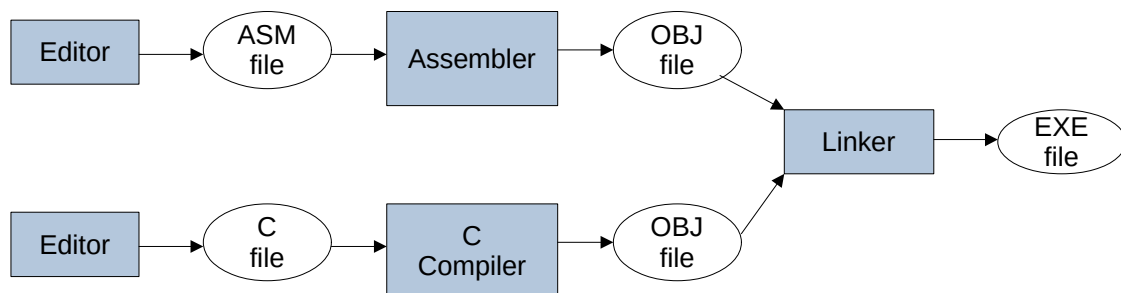 Editor
ASM
file
Assembler
OBJ
file
Linker
EXE
file
Editor
C
file
C
Compiler
OBJ
file